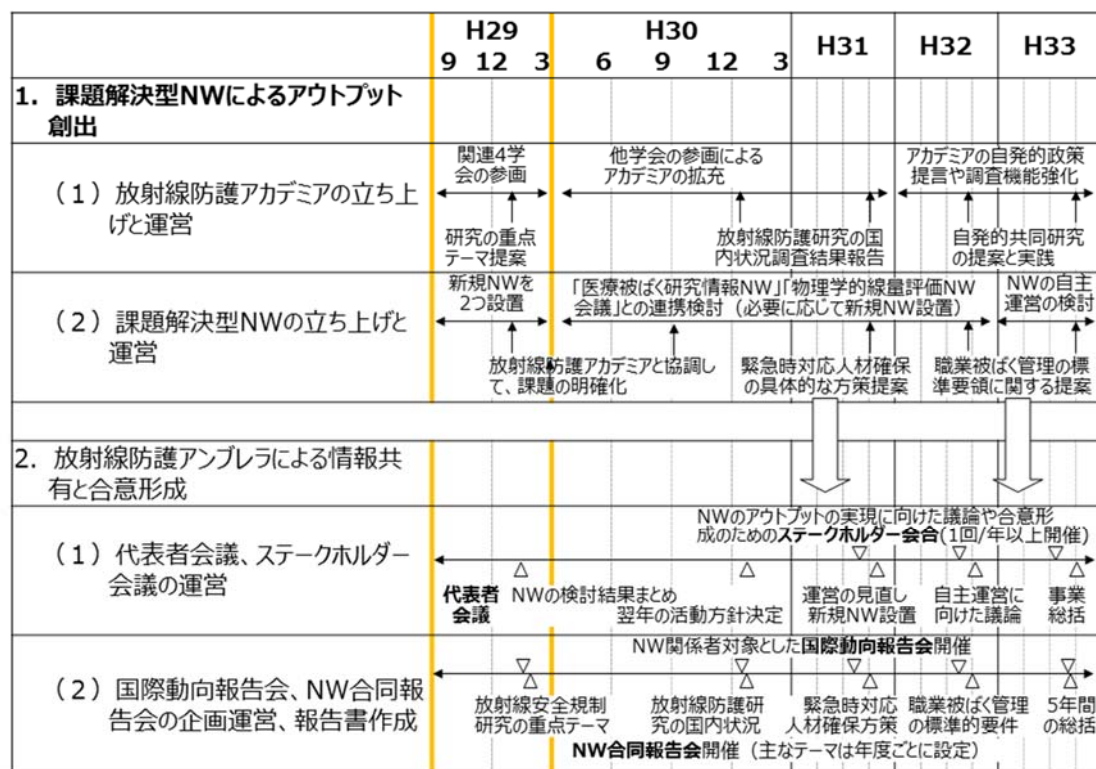 H29 H30 H31 H32 H33
9 12 3 6 9 12 3
1. 課題解決型NWによるアウトプット
創出
(1) 放射線防護アカデミアの立ち上
げと運営
関連4学
会の参画
他学会の参画による
アカデミアの拡充
アカデミアの自発的政策
提言や調査機能強化
研究の重点
テーマ提案
放射線防護研究の国
内状況調査結果報告
自発的共同研究
の提案と実践
(2) 課題解決型NWの立ち上げと
運営
新規NWを
2つ設置
「医療被ばく研究情報NW」「物理学的線量評価NW
会議」との連携検討 (必要に応じて新規NW設置)
NWの自主
運営の検討
放射線防護アカデミアと協調し
て、課題の明確化
緊急時対応人材確保
の具体的な方策提案
職業被ばく管理の標
準要領に関する提案
2. 放射線防護アンブレラによる情報共
有と合意形成
(1) 代表者会議、ステークホルダー
会議の運営
NWのアウトプットの実現に向けた議論や合意形
成のためのステークホルダー会合(1回/年以上開催)
代表者
会議
NWの検討結果まとめ
翌年の活動方針決定
運営の見直し
新規NW設置
自主運営に
向けた議論
事業
総括
(2) 国際動向報告会、NW合同報
告会の企画運営、報告書作成
NW関係者対象とした国際動向報告会開催
放射線安全規制
研究の重点テーマ
放射線防護研
究の国内状況
緊急時対応
人材確保方策
職業被ばく管理
の標準的要件
5年間
の総括
NW合同報告会開催 (主なテーマは年度ごとに設定)